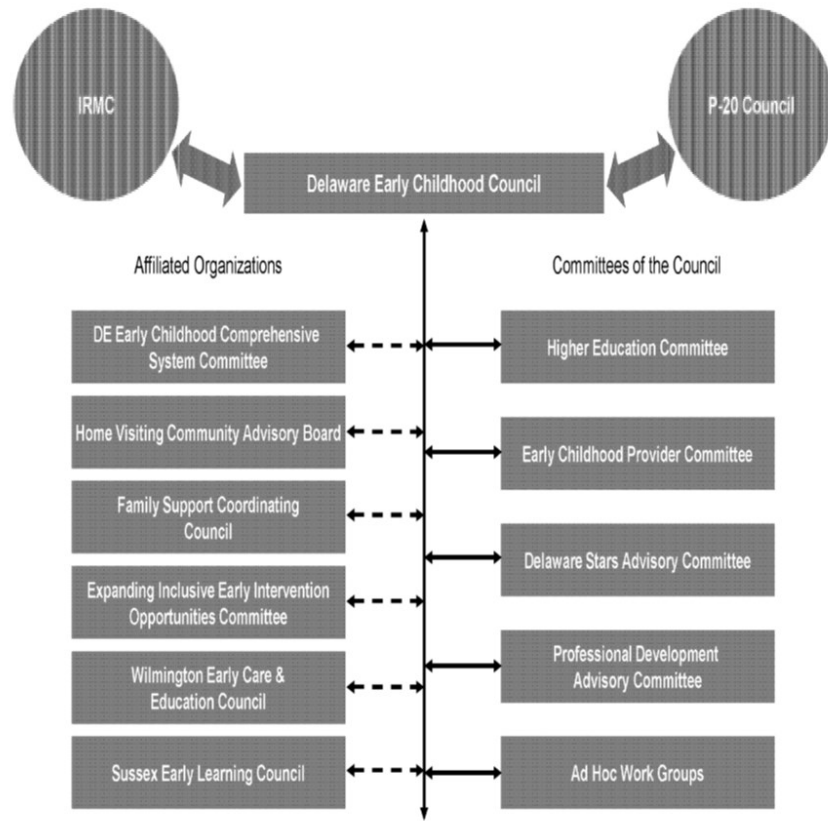 IRMC
P-20 Council
Delaware Early Childhood Council
Affiliated Organizations
DE Early Childhood Comprehensive
System Committee
Home Visiting Community Advisory Board
Family Support Coordinating
Council
Expanding Inclusive Early Intervention
Opportunities Committee
Wilmington Early Care &
Education Council
Sussex Early Learning Council
Committees of the Council
Higher Education Committee
Early Childhood Provider Committee
Delaware Stars Advisory Committee
Professional Development
Advisory Committee
Ad Hoc Work Groups